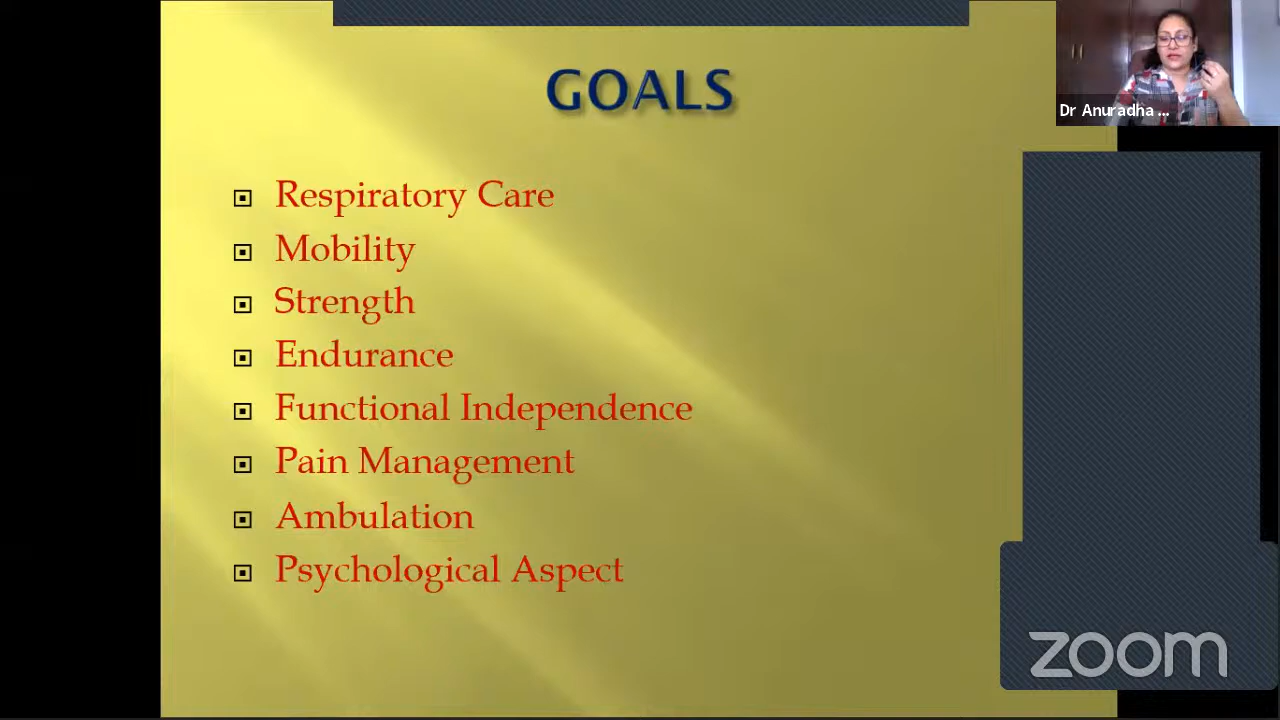 GOALS
Dr Anuradha ...
Respiratory Care
Mobility
Strength
Endurance
Functional Independence
Pain Management
Ambulation
Psychological Aspect
zoom